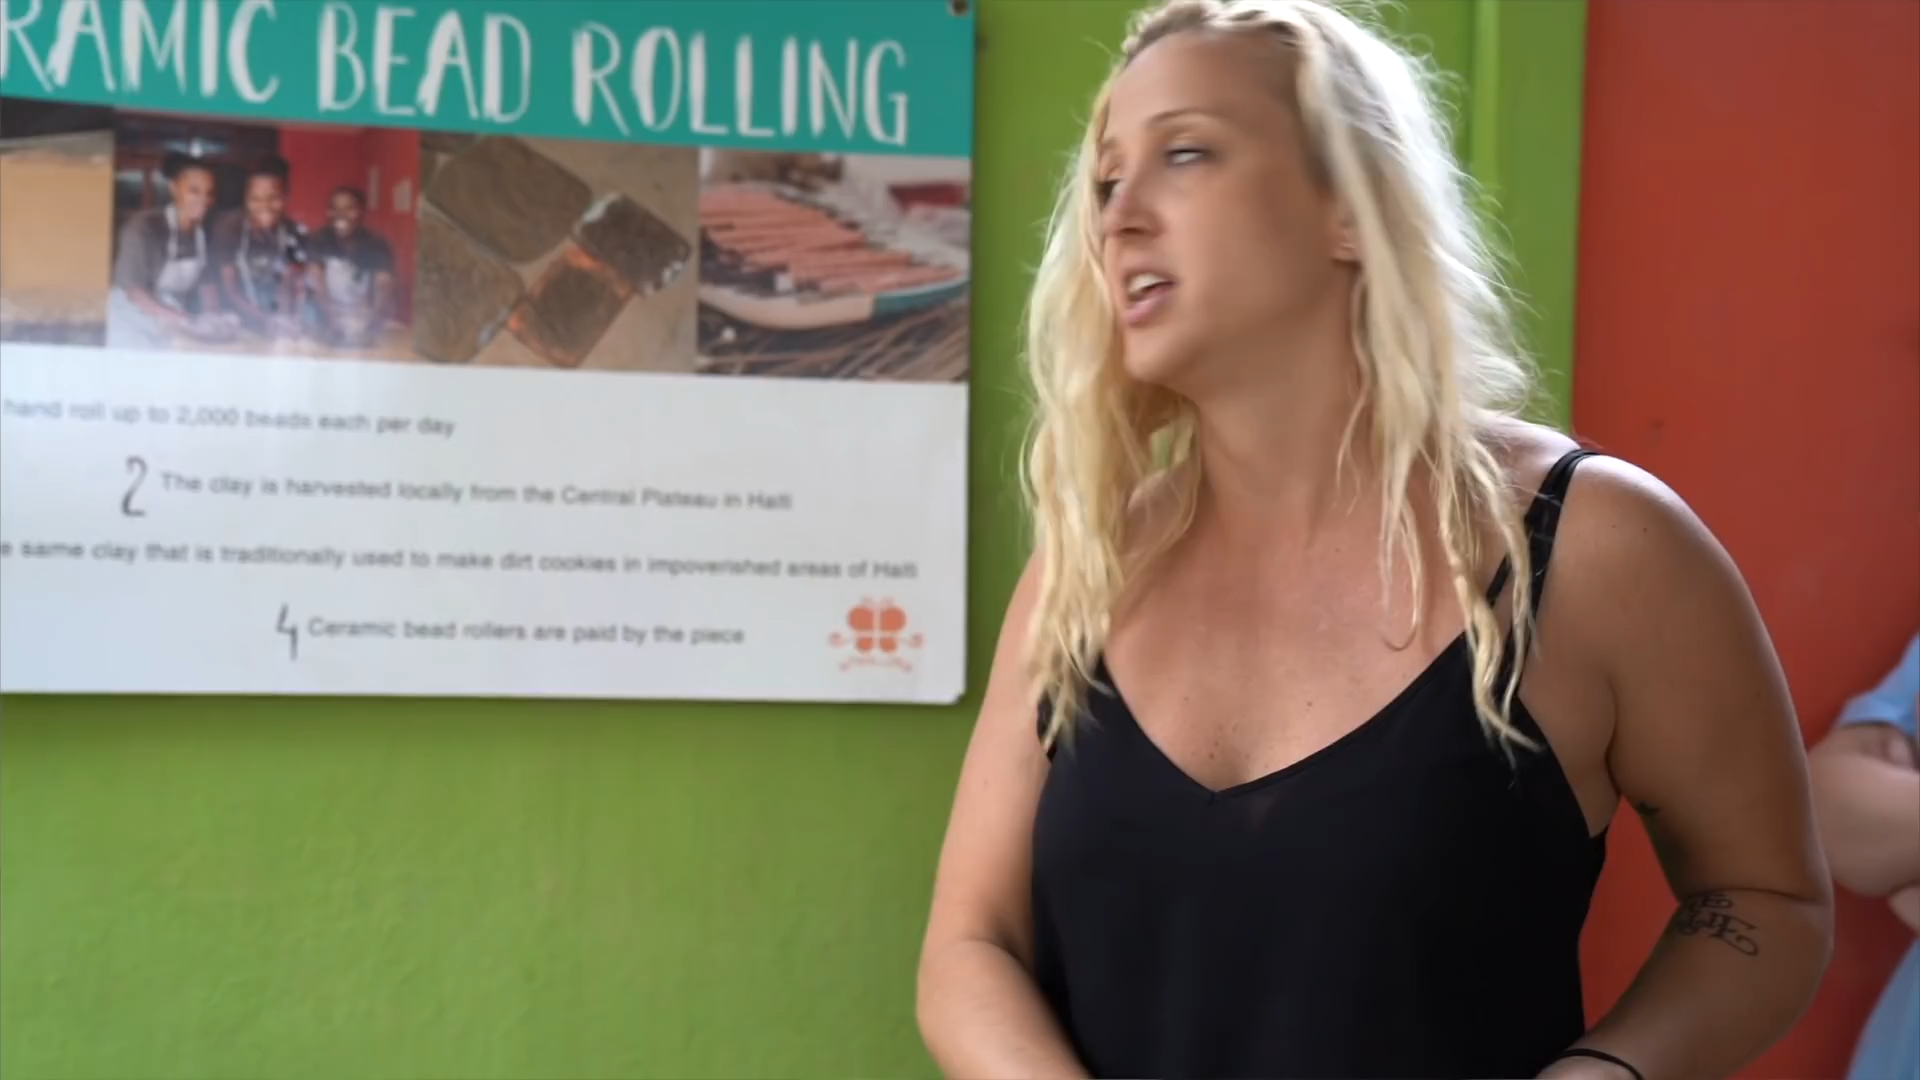 RAMIC BEAD ROLLING
hand roll up to 2,000 beads each per day
2 The clay is harvested locally from the Central Plateau in Haiti
same clay that is traditionally used to make dirt cookies in impoverished areas of Haiti
4 Ceramic bead rollers are paid by the piece